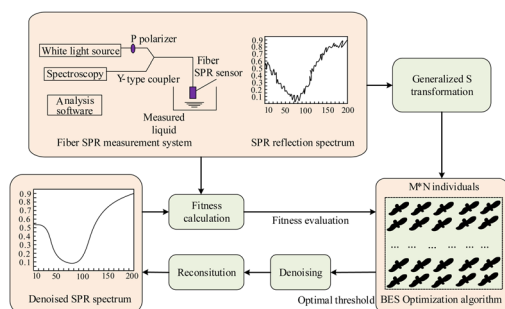 P polarizer
White light source
Spectroscopy
Y-type coupler
Fiber
SPR sensor
Analysis
software
Measured
liquid
Fiber SPR measurement system
0.9
0.8
0.7
0.6
0.5
0.4
0.3
0.2
0.1
10 50 100 150 200
SPR reflection spectrum
Generalized S
transformation
M*N individuals
... ... ... ... ...
BES Optimization algorithm
Fitness
calculation
Fitness evaluation
0.9
0.8
0.7
0.6
0.5
0.4
0.3
0.2
0.1
10 50 100 150 200
Denoised SPR spectrum
Reconsitution
Denoising
Optimal threshold